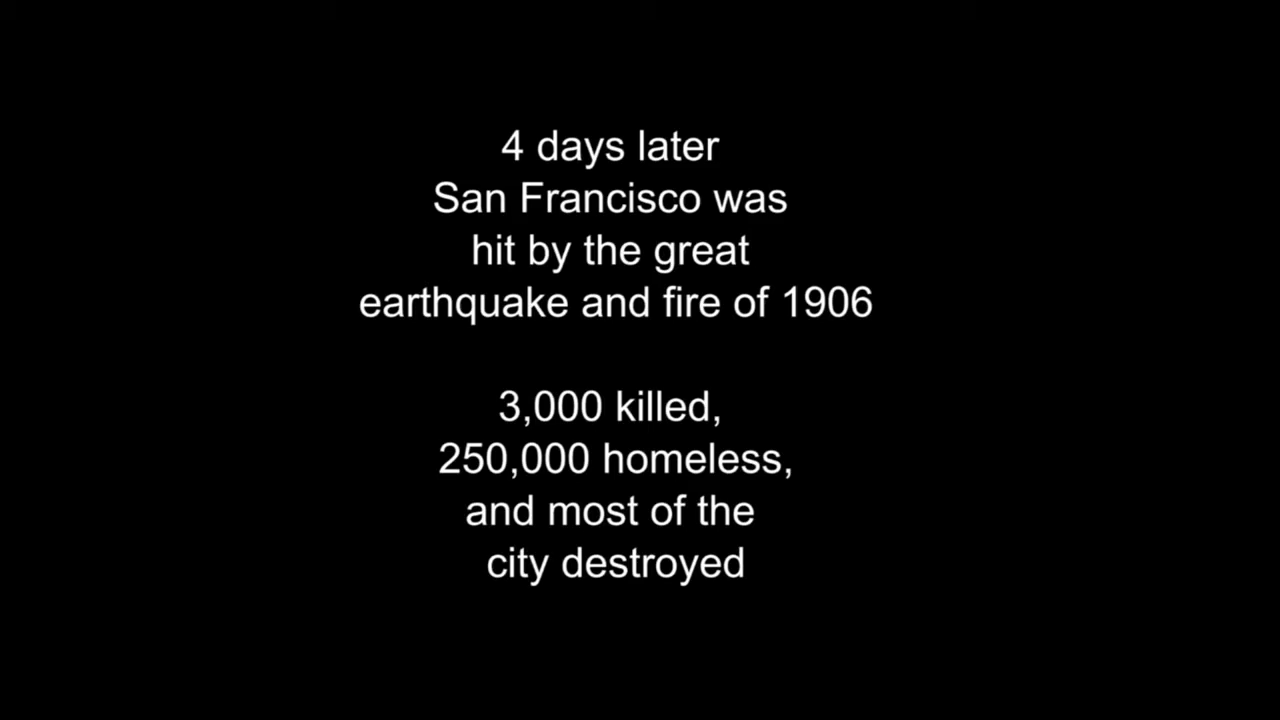 4 days later
San Francisco was
hit by the great
earthquake and fire of 1906
3,000 killed,
250,000 homeless,
and most of the
city destroyed